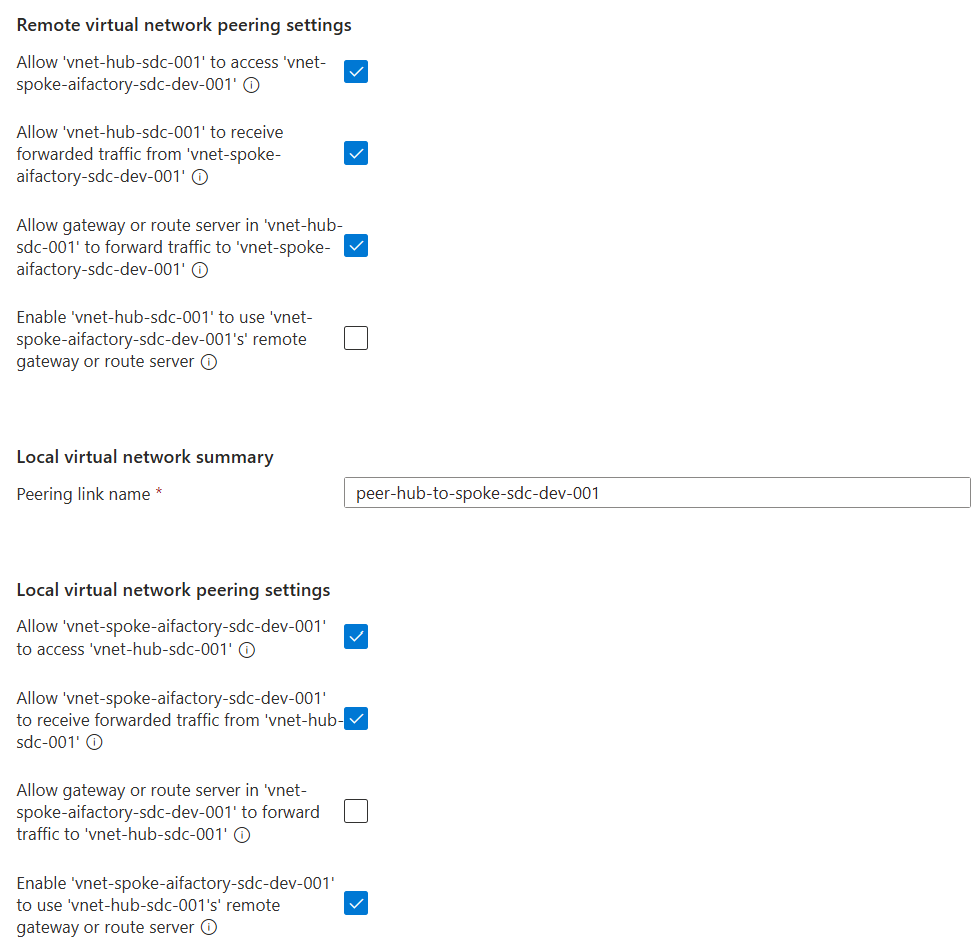 Remote virtual network peering settings
Allow 'vnet-hub-sdc-001' to access 'vnet-
spoke-aifactory-sdc-dev-001'
Allow 'vnet-hub-sdc-001' to receive
forwarded traffic from 'vnet-spoke-
aifactory-sdc-dev-001'
Allow gateway or route server in 'vnet-hub-
sdc-001' to forward traffic to 'vnet-spoke-
aifactory-sdc-dev-001'
Enable 'vnet-hub-sdc-001' to use 'vnet-
spoke-aifactory-sdc-dev-001's' remote
gateway or route server
Local virtual network summary
Peering link name *
peer-hub-to-spoke-sdc-dev-001
Local virtual network peering settings
Allow 'vnet-spoke-aifactory-sdc-dev-001'
to access 'vnet-hub-sdc-001'
Allow 'vnet-spoke-aifactory-sdc-dev-001'
to receive forwarded traffic from 'vnet-hub-
sdc-001'
Allow gateway or route server in 'vnet-
spoke-aifactory-sdc-dev-001' to forward
traffic to 'vnet-hub-sdc-001'
Enable 'vnet-spoke-aifactory-sdc-dev-001'
to use 'vnet-hub-sdc-001's' remote
gateway or route server